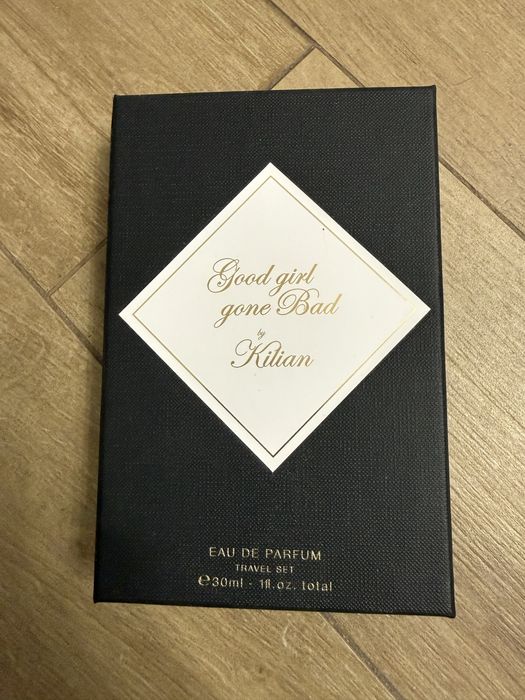 Good girl
gone Bad
by
Kilian
EAU DE PARFUM
TRAVEL SET
℮30ml - 1fl.oz. total